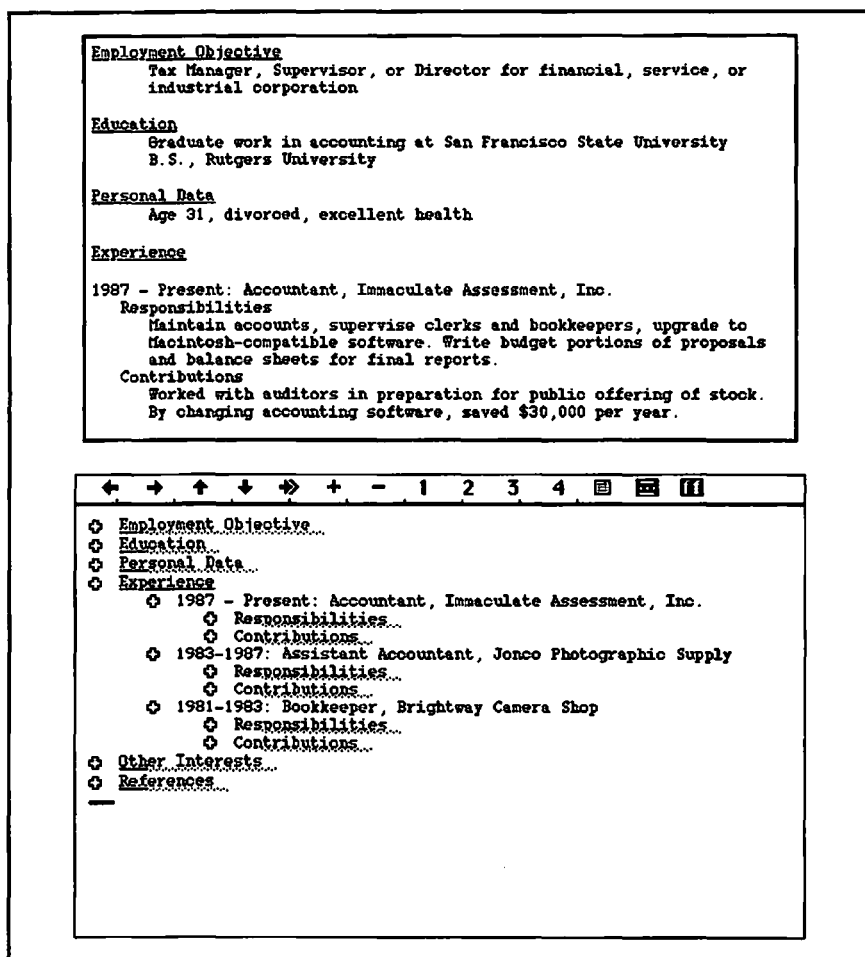 Employment Objective
Tax Manager, Supervisor, or Director for financial, service, or
industrial corporation
Education
Graduate work in accounting at San Francisco State University
B.S., Rutgers University
Personal Data
Age 31, divorced, excellent health
Experience
1987 - Present: Accountant, Immaculate Assessment, Inc.
Responsibilities
Maintain accounts, supervise clerks and bookkeepers, upgrade to
Macintosh-compatible software. Write budget portions of proposals
and balance sheets for final reports.
Contributions
Worked with auditors in preparation for public offering of stock.
By changing accounting software, saved $30,000 per year.
← → ↑ ↓ + - 1 2 3 4
Employment Objective
Education
Personal Data
Experience
1987 - Present: Accountant, Immaculate Assessment, Inc.
Responsibilities
Contributions
1983-1987: Assistant Accountant, Jonco Photographic Supply
Responsibilities
Contributions
1981-1983: Bookkeeper, Brightway Camera Shop
Responsibilities
Contributions
Other Interests
References